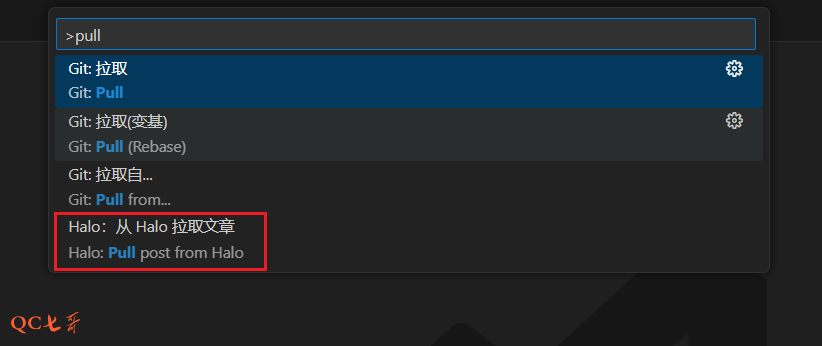 >pull
Git: 拉取
Git: Pull
Git: 拉取(变基)
Git: Pull (Rebase)
Git: 拉取自...
Git: Pull from...
Halo：从 Halo 拉取文章
Halo: Pull post from Halo
QC七哥